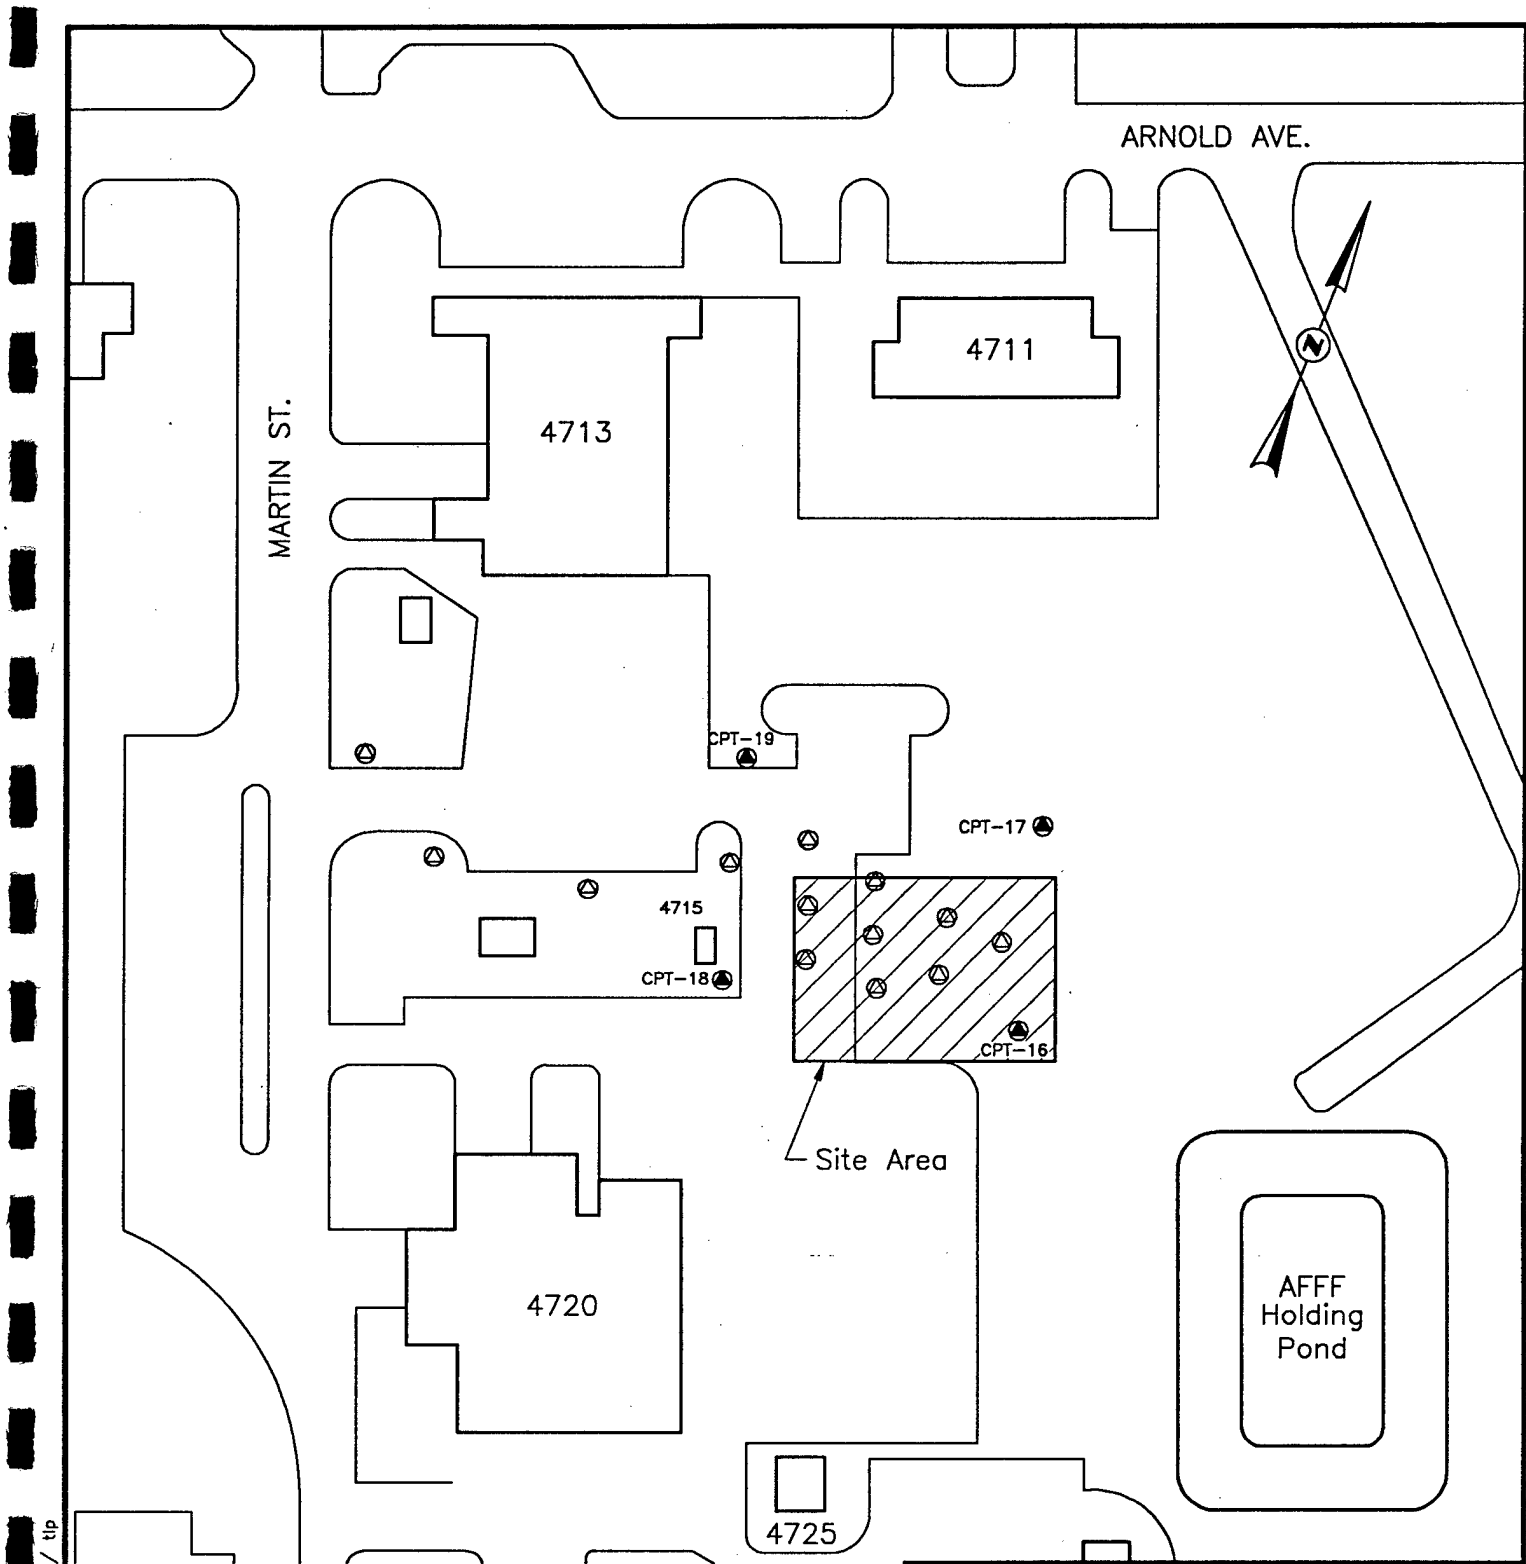 ARNOLD AVE.
N
4711
4713
MARTIN ST.
CPT-19
CPT-17
4715
CPT-18
CPT-16
Site Area
AFFF
Holding
Pond
4720
4725
/ tlp